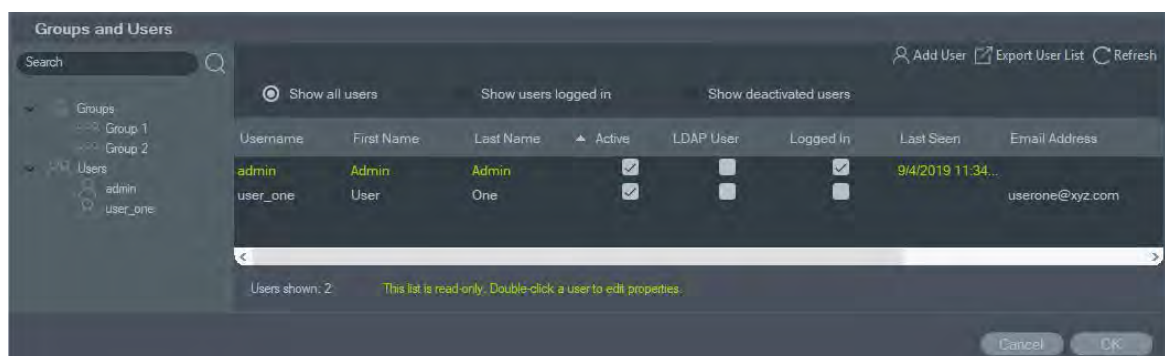 Groups and Users
Search
Add User Export User List Refresh
Show all users Show users logged in Show deactivated users
Groups
Group 1
Group 2
Users
admin
user_one
Username First Name Last Name Active LDAP User Logged In Last Seen Email Address
admin Admin Admin 9/4/2019 11:34...
user_one User One userone@xyz.com
Users shown: 2 This list is read-only. Double-click a user to edit properties.
Cancel OK